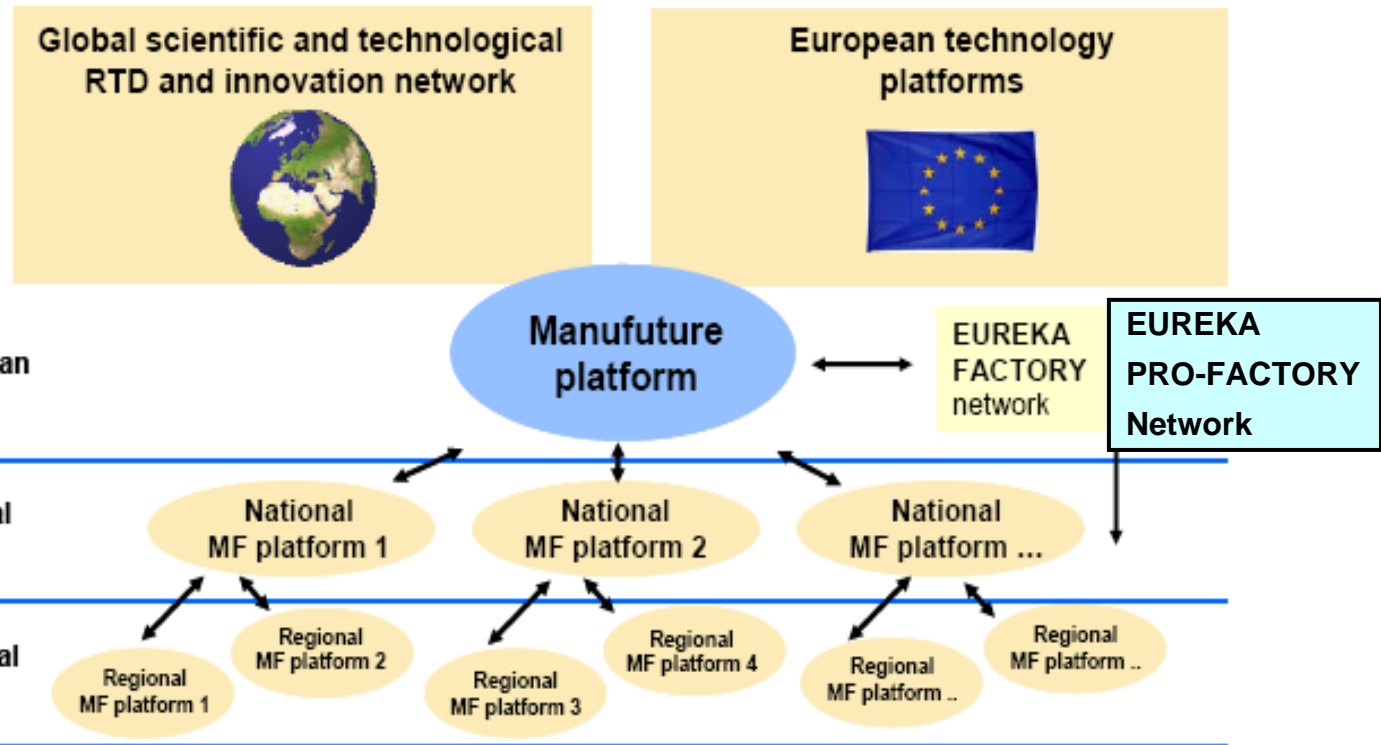 Global scientific and technological
RTD and innovation network
European technology
platforms
Manufuture
platform
EUREKA
FACTORY
network
EUREKA
PRO-FACTORY
Network
an
National
MF platform 1
National
MF platform 2
National
MF platform ...
al
Regional
MF platform 1
Regional
MF platform 2
Regional
MF platform 3
Regional
MF platform 4
Regional
MF platform ..
Regional
MF platform ..
al